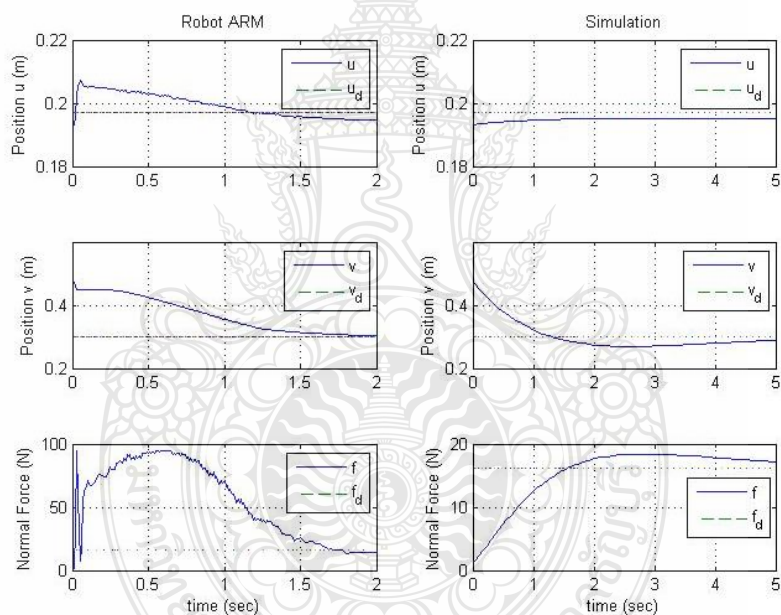 Robot ARM
Simulation
0.22
0.2
0.18
Position u (m)
u
u_d
0 0.5 1 1.5 2
0.22
0.2
0.18
Position u (m)
u
u_d
0 1 2 3 4 5
0.4
0.2
Position v (m)
v
v_d
0 0.5 1 1.5 2
0.4
0.2
Position v (m)
v
v_d
0 1 2 3 4 5
100
50
0
Normal Force (N)
f
f_d
0 0.5 1 1.5 2
time (sec)
20
10
0
Normal Force (N)
f
f_d
0 1 2 3 4 5
time (sec)